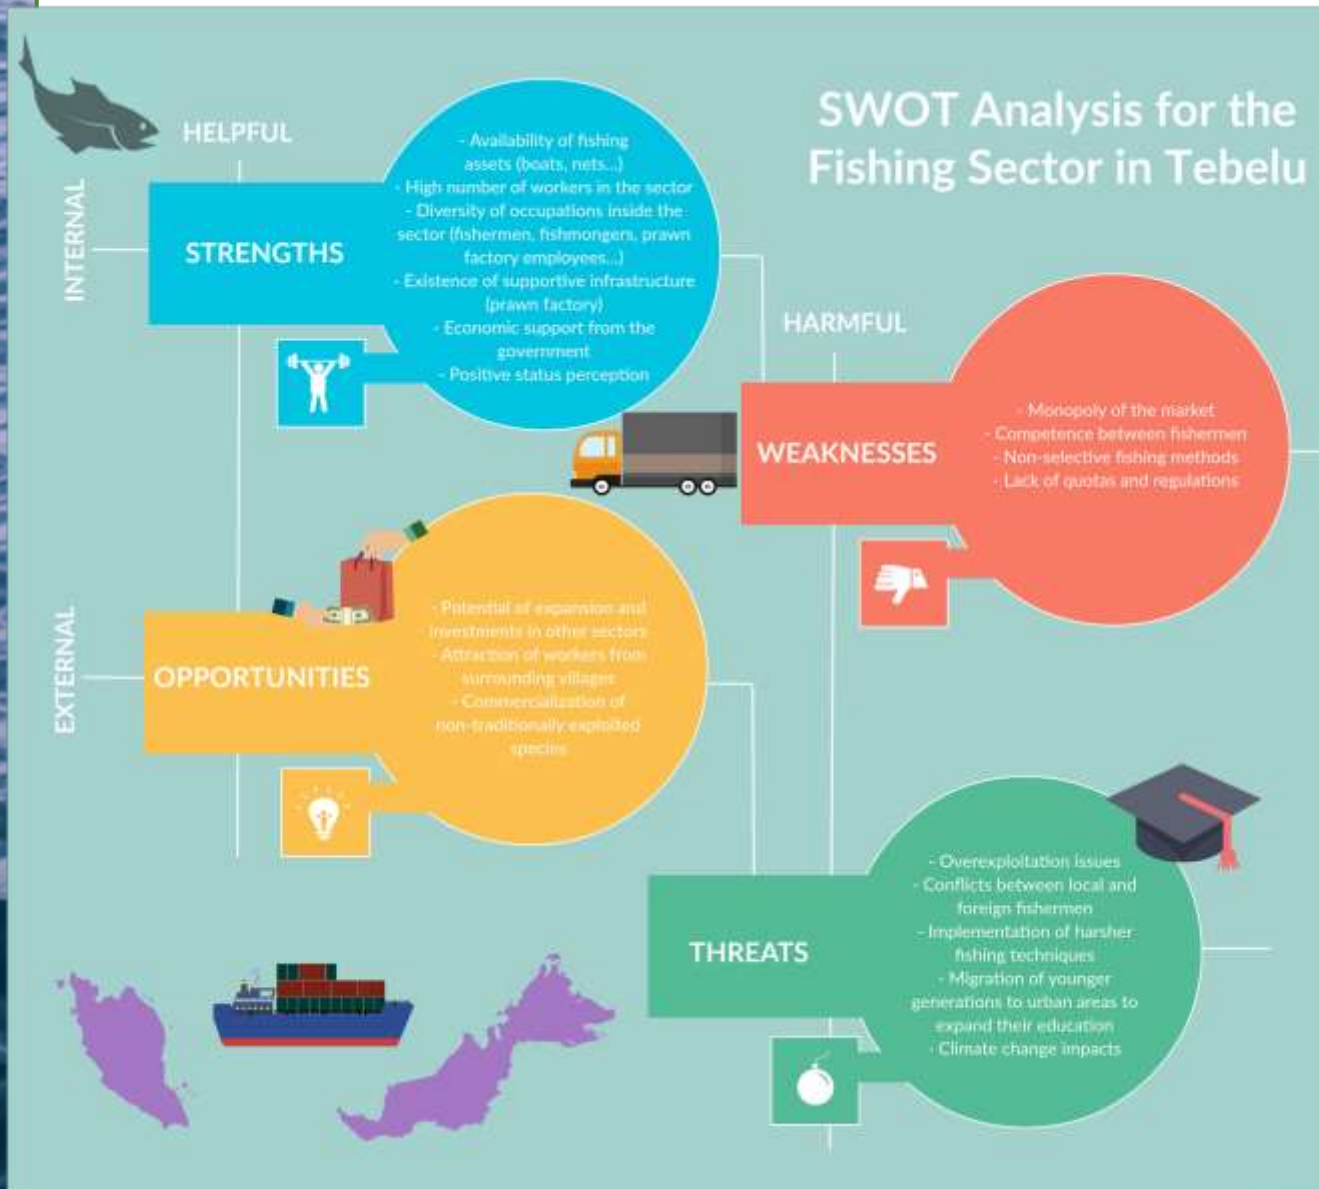 SWOT Analysis for the
Fishing Sector in Tebelu
HELPFUL
INTERNAL
STRENGTHS
- Availability of fishing
assets (boats, nets...)
- High number of workers in the sector
- Diversity of occupations inside the
sector (fishermen, fishmongers, prawn
factory employees...)
- Existence of supportive infrastructure
(prawn factory)
- Economic support from the
government
- Positive status perception
HARMFUL
WEAKNESSES
- Monopoly of the market
- Competence between fishermen
- Non-selective fishing methods
- Lack of quotas and regulations
EXTERNAL
OPPORTUNITIES
- Potential of expansion and
investments in other sectors
- Attraction of workers from
surrounding villages
- Commercialization of
non-traditionally exploited
species
THREATS
- Overexploitation issues
- Conflicts between local and
foreign fishermen
- Implementation of harsher
fishing techniques
- Migration of younger
generations to urban areas to
expand their education
- Climate change impacts